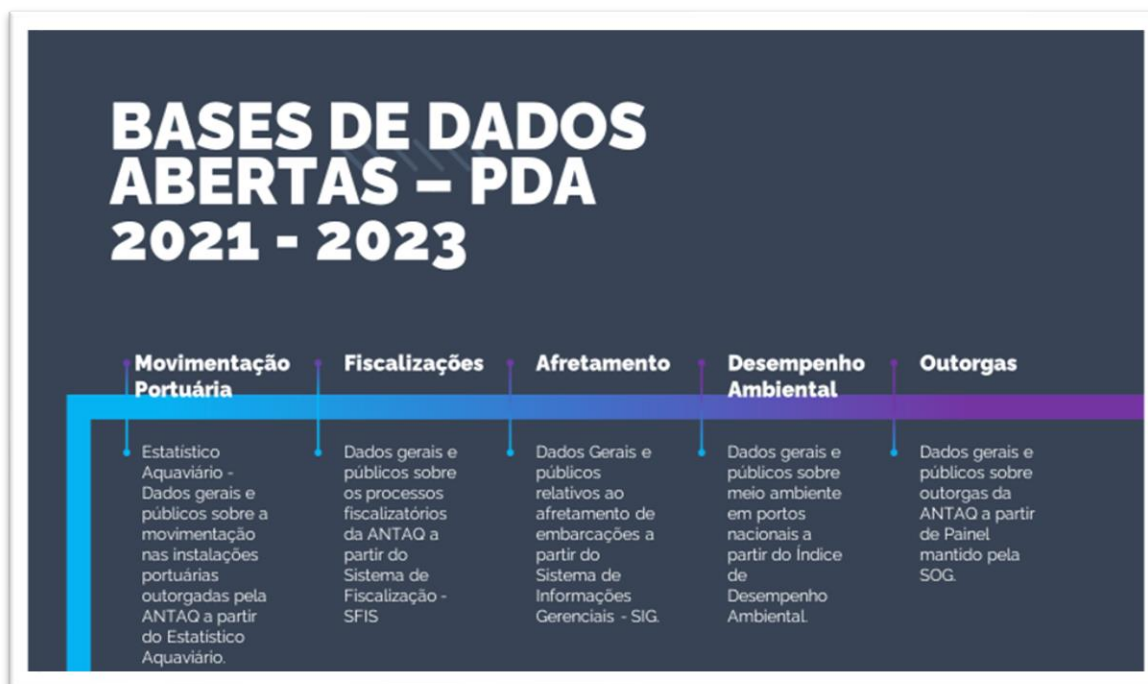 BASES DE DADOS
ABERTAS – PDA
2021 - 2023
Movimentação
Portuária
Estatístico
Aquaviário -
Dados gerais e
públicos sobre a
movimentação
nas instalações
portuárias
outorgadas pela
ANTAQ a partir
do Estatístico
Aquaviário.
Fiscalizações
Dados gerais e
públicos sobre
os processos
fiscalizatórios
da ANTAQ a
partir do
Sistema de
Fiscalização -
SFIS
Afretamento
Dados Gerais e
públicos
relativos ao
afretamento de
embarcações a
partir do
Sistema de
Informações
Gerenciais - SIG.
Desempenho
Ambiental
Dados gerais e
públicos sobre
meio ambiente
em portos
nacionais a
partir do Índice
de
Desempenho
Ambiental.
Outorgas
Dados gerais e
públicos sobre
outorgas da
ANTAQ a partir
de Painel
mantido pela
SOG.